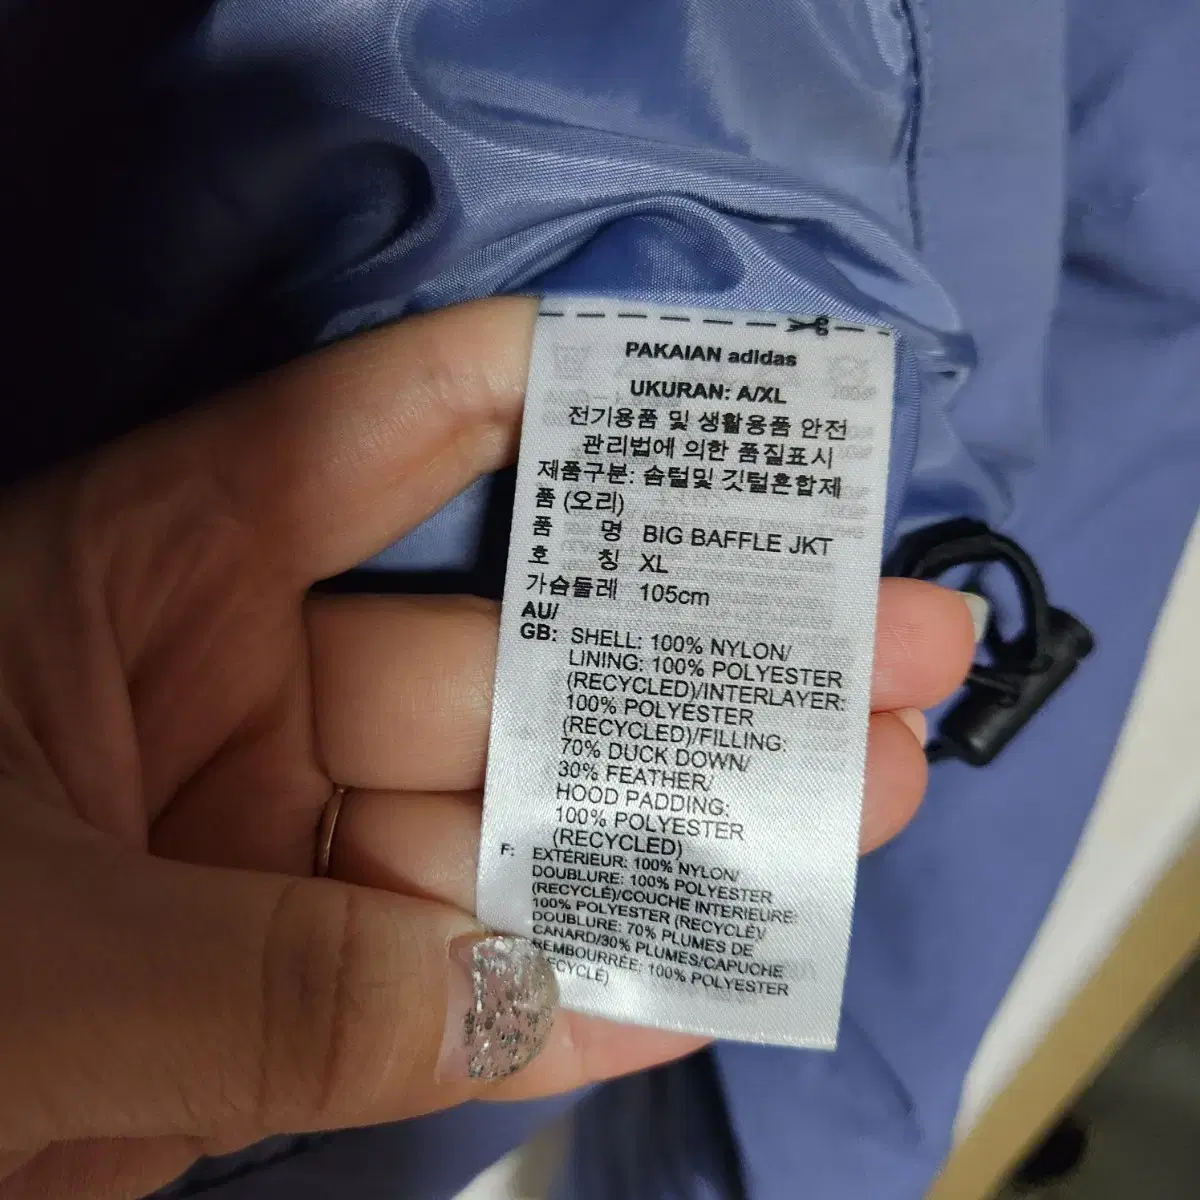 PAKAIAN adidas
UKURAN: A/XL
전기용품 및 생활용품 안전
관리법에 의한 품질표시
제품구분: 솜털및 깃털혼합제
품 (오리)
품 명 BIG BAFFLE JKT
호 칭 XL
가슴둘레 105cm
AU/
GB: SHELL: 100% NYLON/
LINING: 100% POLYESTER
(RECYCLED)/INTERLAYER:
100% POLYESTER
(RECYCLED)/FILLING:
70% DUCK DOWN/
30% FEATHER/
HOOD PADDING:
100% POLYESTER
(RECYCLED)
F: EXTÉRIEUR: 100% NYLON/
DOUBLURE: 100% POLYESTER
(RECYCLÉ)/COUCHE INTERIEURE:
100% POLYESTER (RECYCLÉ)/
DOUBLURE: 70% PLUMES DE
CANARD/30% PLUMES/CAPUCHE
REMBOURRÉE: 100% POLYESTER